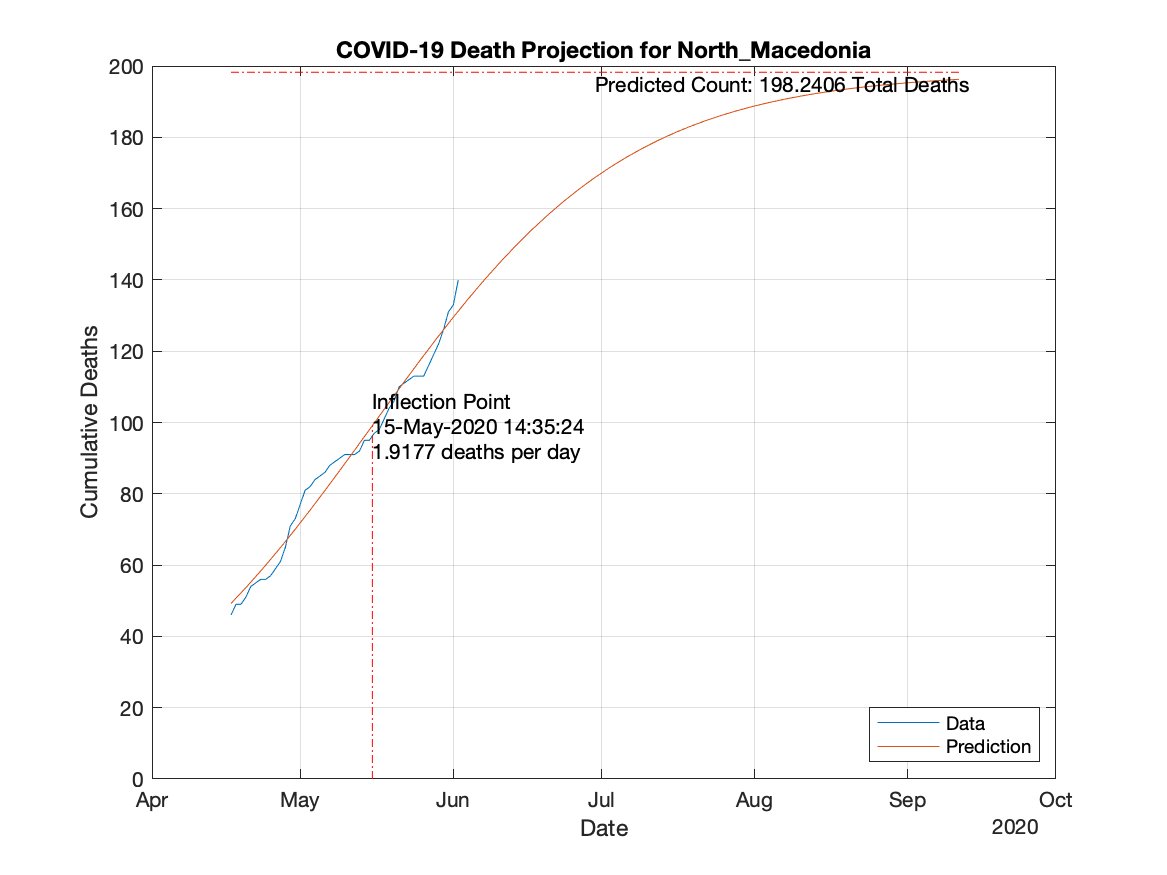 COVID-19 Death Projection for North_Macedonia
200
Predicted Count: 198.2406 Total Deaths
180
160
140
120
Inflection Point
100
15-May-2020 14:35:24
1.9177 deaths per day
80
60
40
20
0
Cumulative Deaths
Data
Prediction
Apr May Jun Jul Aug Sep Oct
Date
2020